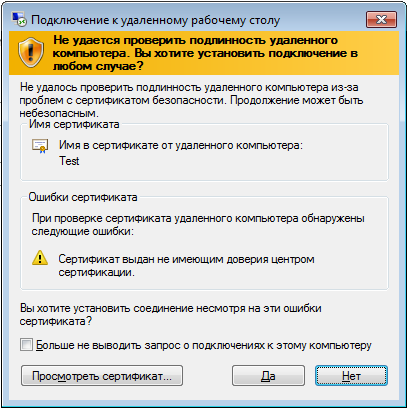 Подключение к удаленному рабочему столу
Не удается проверить подлинность удаленного
компьютера. Вы хотите установить подключение в
любом случае?
Не удалось проверить подлинность удаленного компьютера из-за
проблем с сертификатом безопасности. Продолжение может быть
небезопасным.
Имя сертификата
Имя в сертификате от удаленного компьютера:
Test
Ошибки сертификата
При проверке сертификата удаленного компьютера обнаружены
следующие ошибки:
Сертификат выдан не имеющим доверия центром
сертификации.
Вы хотите установить соединение несмотря на эти ошибки
сертификата?
Больше не выводить запрос о подключениях к этому компьютеру
Просмотреть сертификат... Да Нет